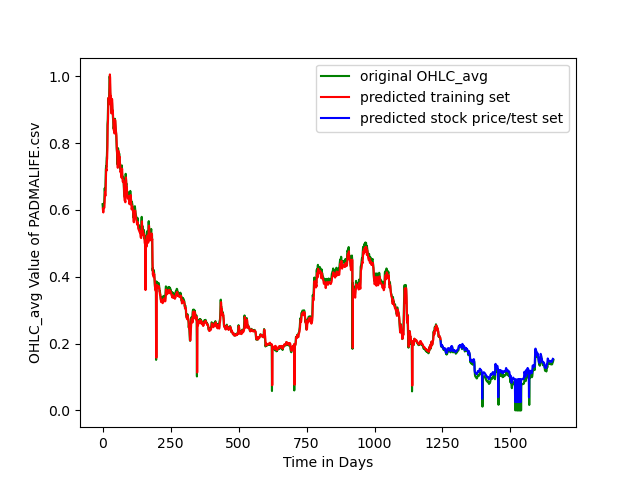 original OHLC_avg
predicted training set
predicted stock price/test set
OHLC_avg Value of PADMALIFE.csv
1.0
0.8
0.6
0.4
0.2
0.0
0 250 500 750 1000 1250 1500
Time in Days